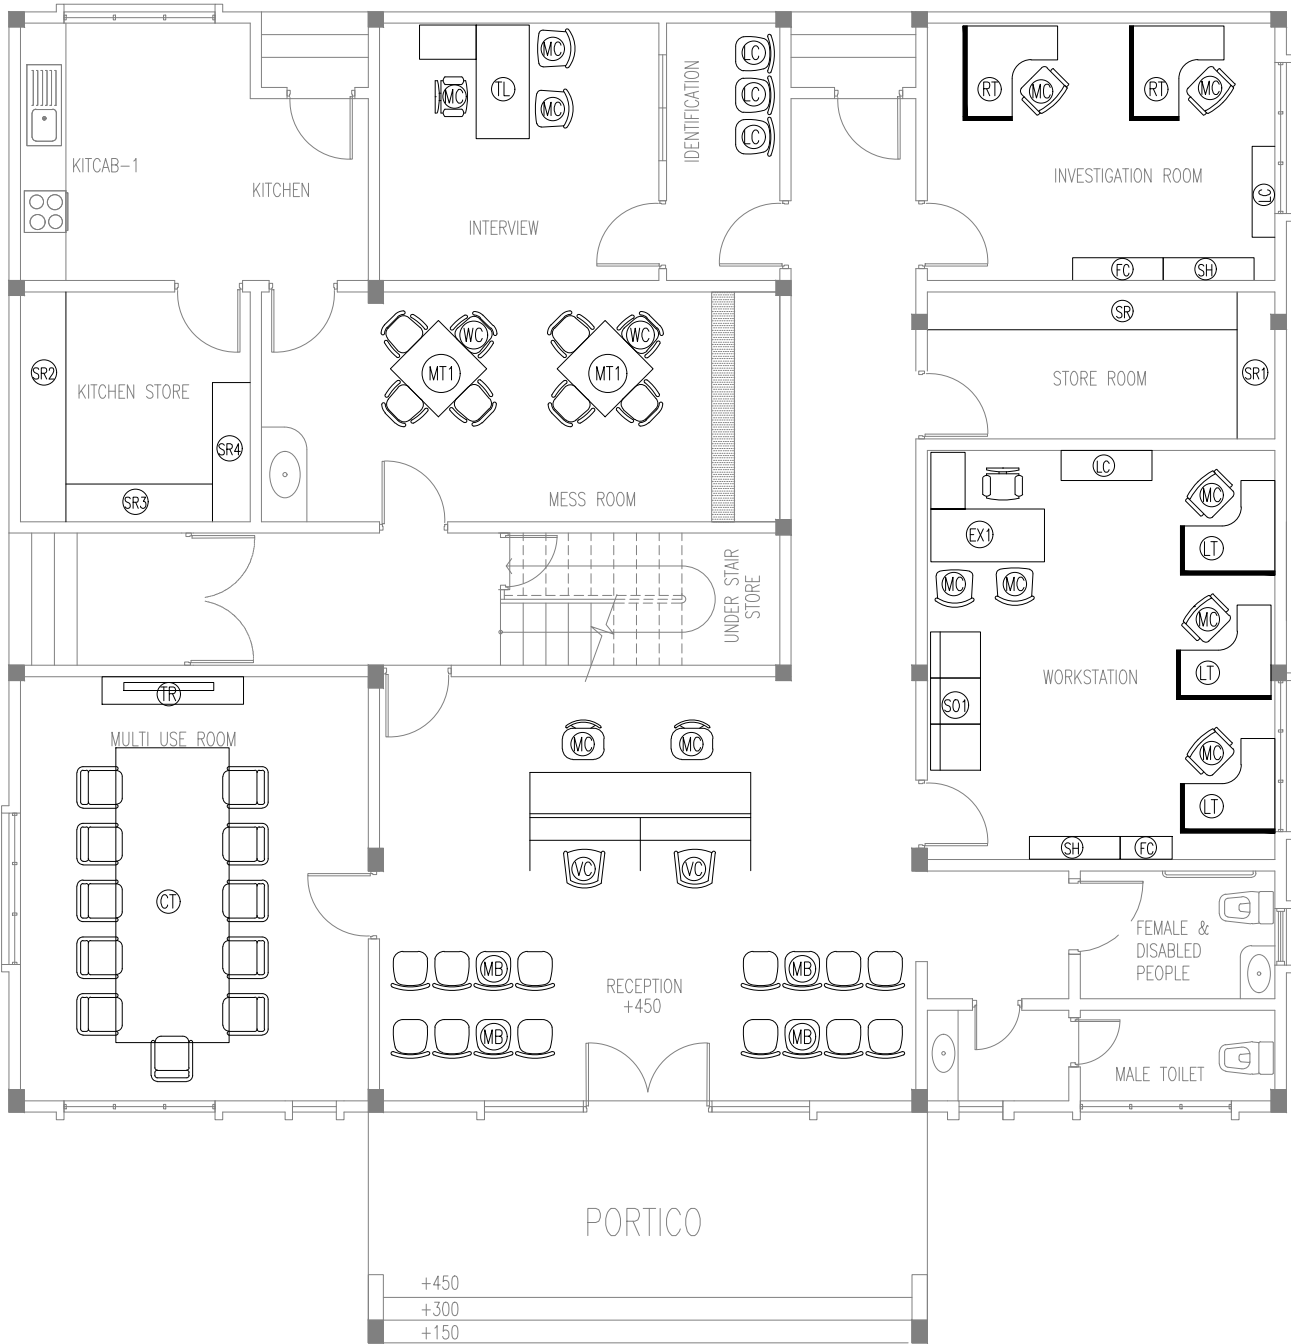 MC
TL
MC
MC
LC
LC
LC
IDENTIFICATION
RT
MC
RT
MC
KITCAB-1
KITCHEN
INTERVIEW
INVESTIGATION ROOM
LC
FC
SH
SR
SR1
STORE ROOM
SR2
KITCHEN STORE
SR4
SR3
WC
MT1
WC
MT1
MESS ROOM
LC
EX1
MC
MC
MC
LT
UNDER STAIR
STORE
MC
LT
WORKSTATION
SO1
MC
LT
SH
FC
TR
MULTI USE ROOM
CT
MC
MC
VC
VC
MB
MB
RECEPTION
+450
MB
MB
FEMALE &
DISABLED
PEOPLE
MALE TOILET
PORTICO
+450
+300
+150